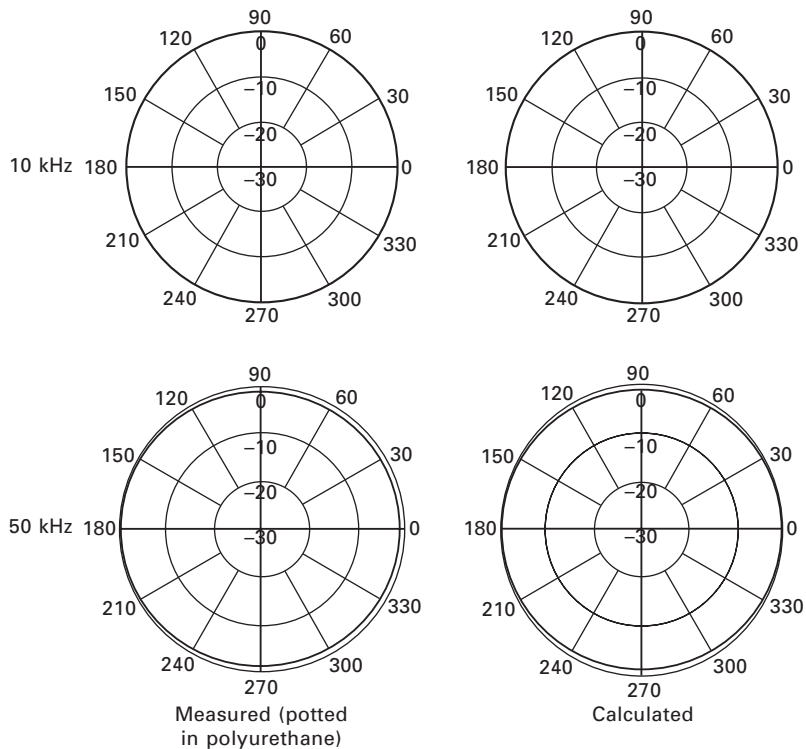 90 90
120 0 60 120 0 60
150 –10 30 150 –10 30
–20 –20
10 kHz 180 0 180 0
–30 –30
210 330 210 330
240 300 240 300
270 270
90 90
120 0 60 120 0 60
150 –10 30 150 –10 30
–20 –20
50 kHz 180 0 180 0
–30 –30
210 330 210 330
240 300 240 300
270 270
Measured (potted Calculated
in polyurethane)